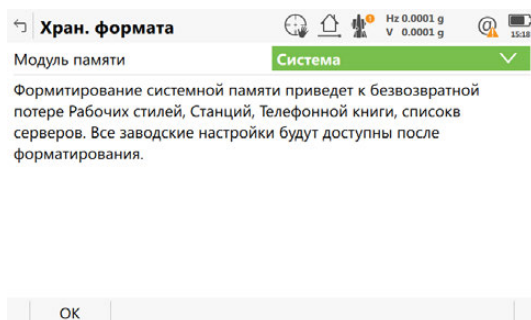 Хран. формата
Hz 0.0001 g
V 0.0001 g
15:18
Модуль памяти
Система
Формитирование системной памяти приведет к безвозвратной
потере Рабочих стилей, Станций, Телефонной книги, списокв
серверов. Все заводские настройки будут доступны после
форматирования.
OK